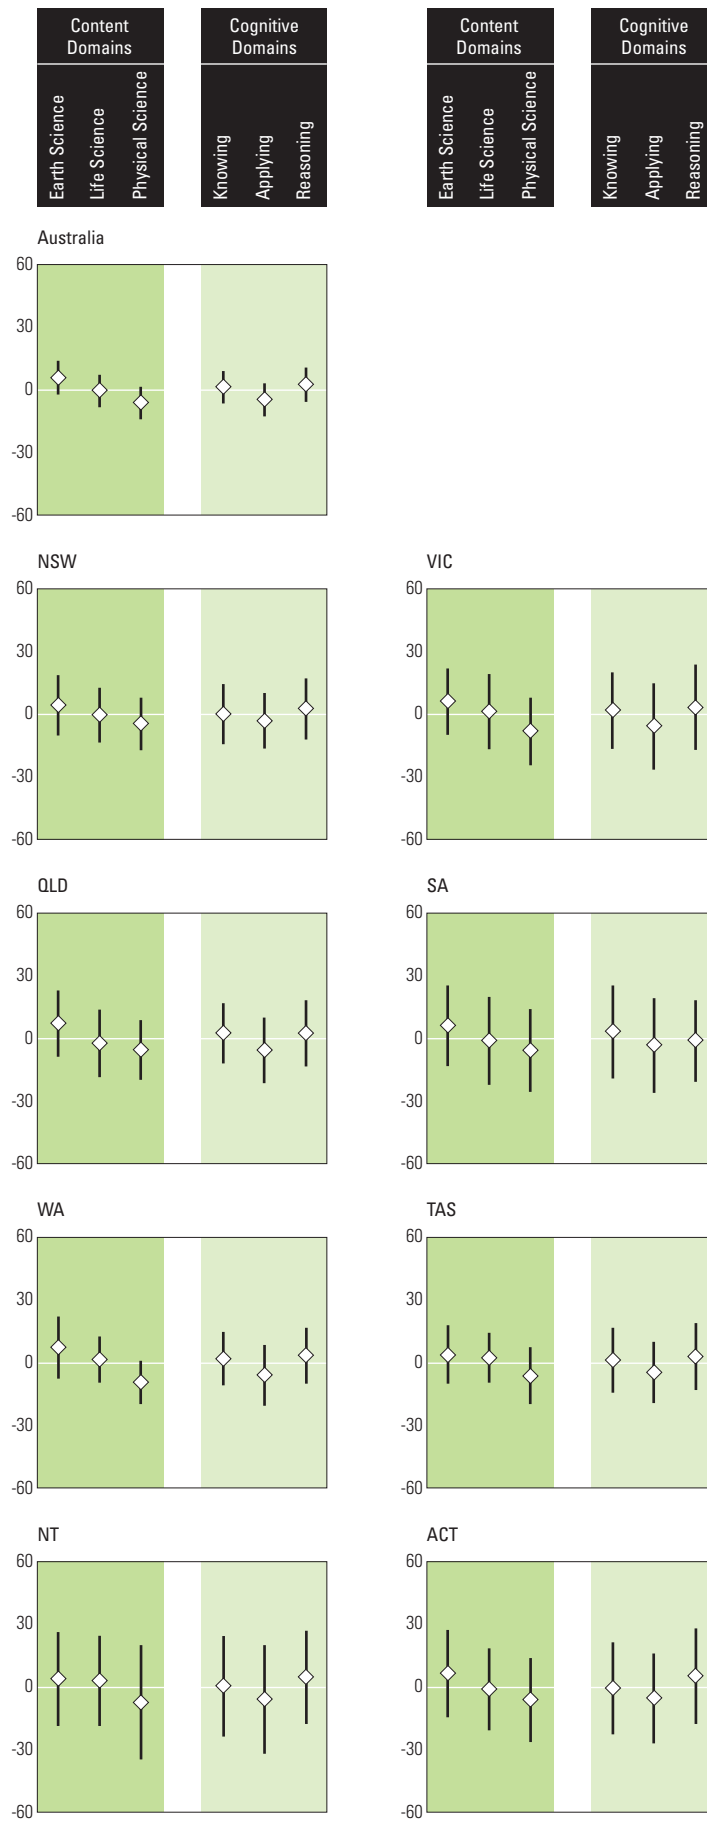 Content
Domains
Cognitive
Domains
Content
Domains
Cognitive
Domains
Earth Science
Life Science
Physical Science
Knowing
Applying
Reasoning
Earth Science
Life Science
Physical Science
Knowing
Applying
Reasoning
Australia
60
30
0
-30
-60
NSW
60
30
0
-30
-60
VIC
60
30
0
-30
-60
QLD
60
30
0
-30
-60
SA
60
30
0
-30
-60
WA
60
30
0
-30
-60
TAS
60
30
0
-30
-60
NT
60
30
0
-30
-60
ACT
60
30
0
-30
-60